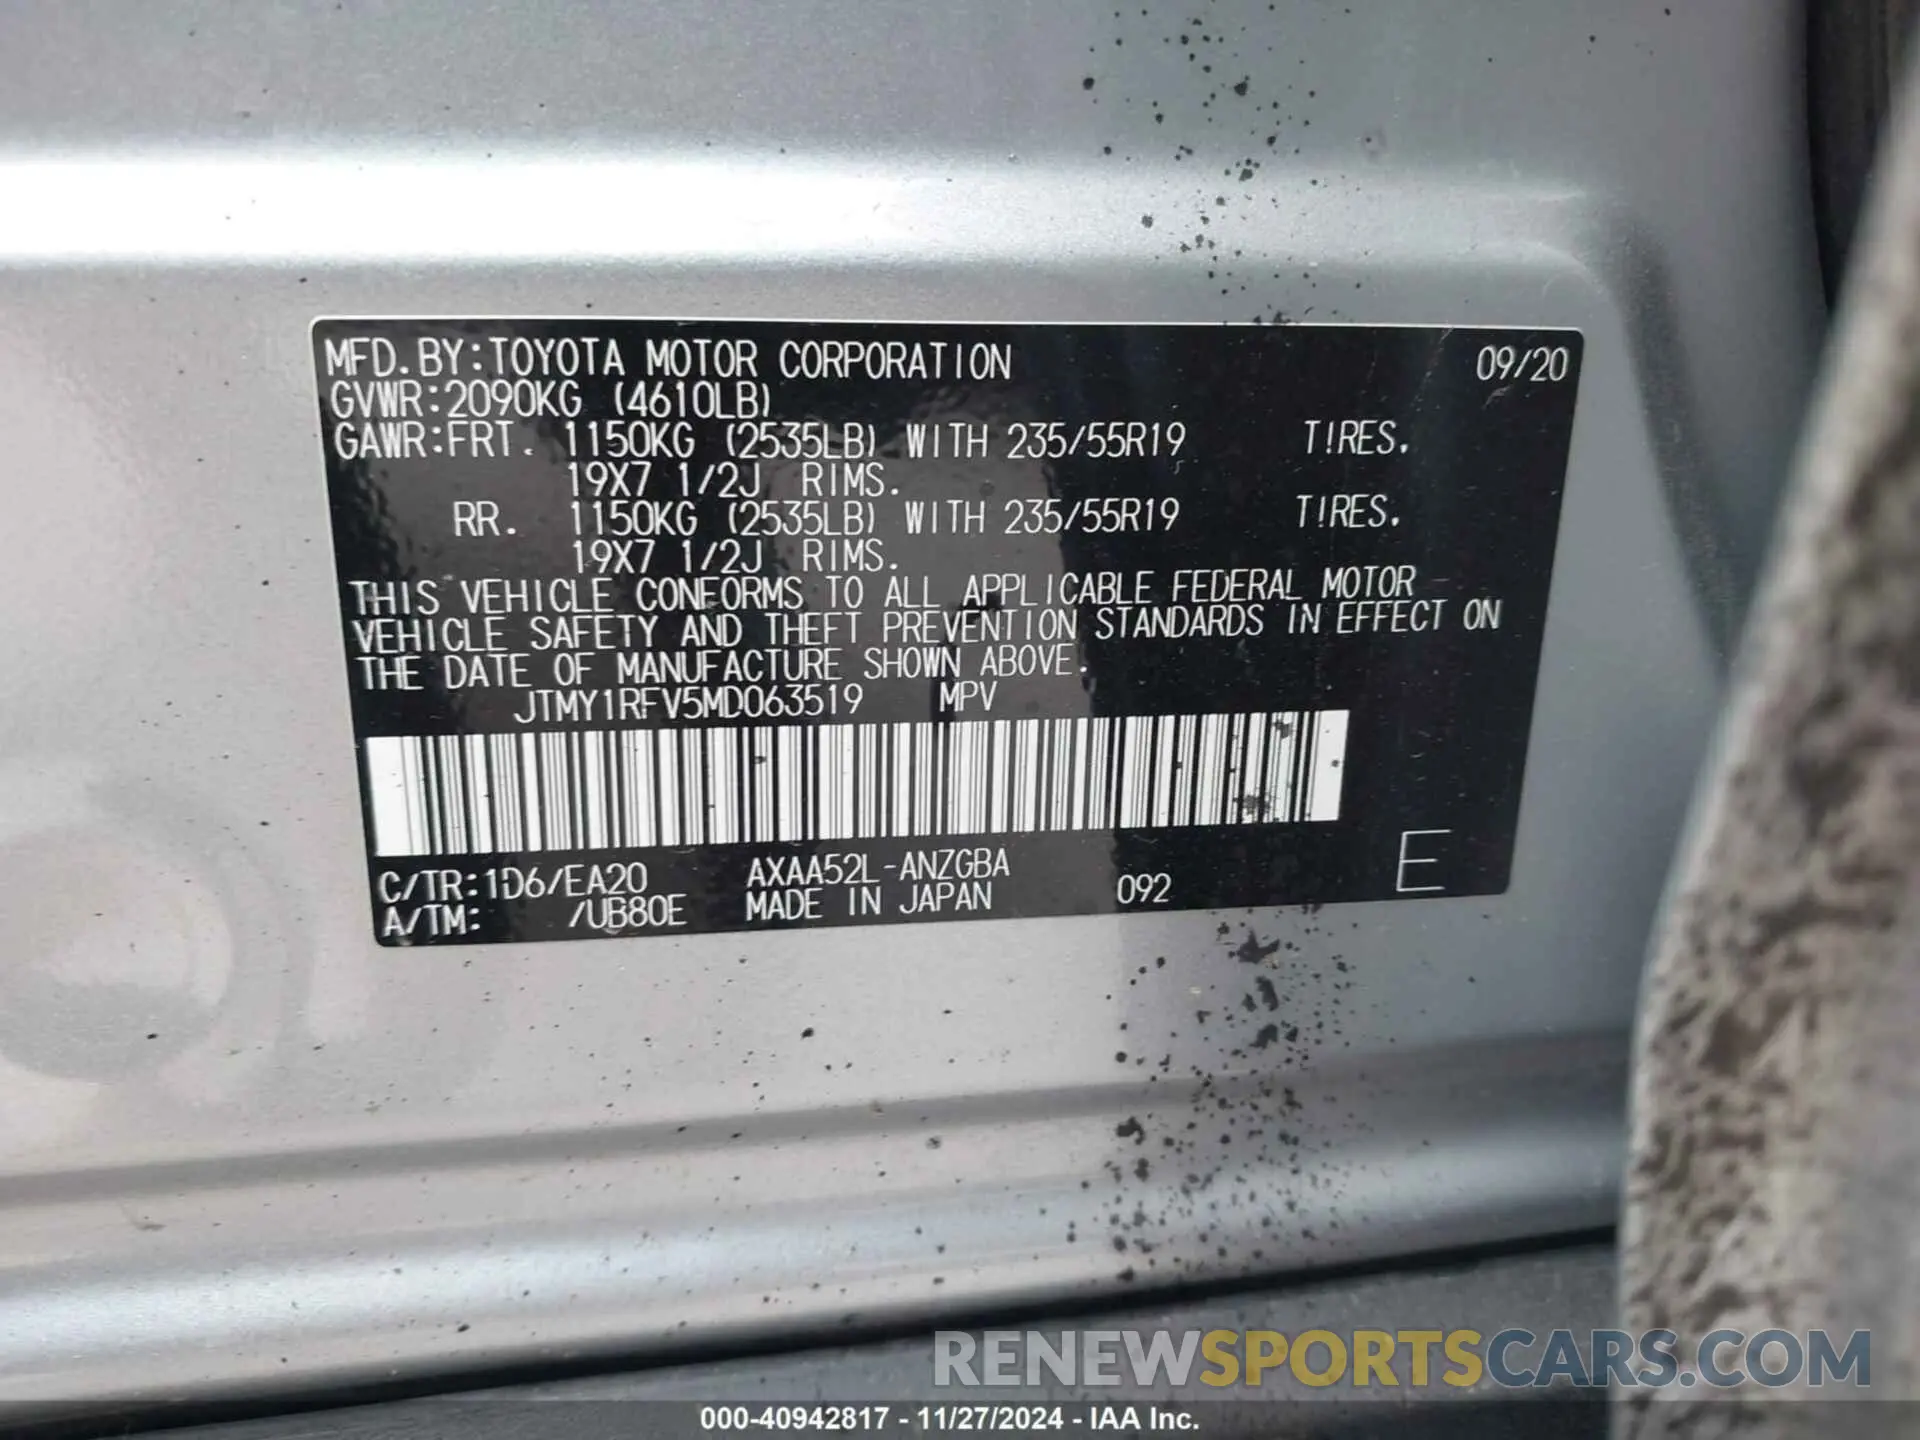 MFD.BY:TOYOTA MOTOR CORPORATION 09/20
GVWR:2090KG (4610LB)
GAWR:FRT. 1150KG (2535LB) WITH 235/55R19 TIRES.
19X7 1/2J RIMS.
RR. 1150KG (2535LB) WITH 235/55R19 TIRES.
19X7 1/2J RIMS.
THIS VEHICLE CONFORMS TO ALL APPLICABLE FEDERAL MOTOR
VEHICLE SAFETY AND THEFT PREVENTION STANDARDS IN EFFECT ON
THE DATE OF MANUFACTURE SHOWN ABOVE.
JTMY1RFV5MD063519 MPV
C/TR:1D6/EA20 AXAA52L-ANZGBA
A/TM: /UB80E MADE IN JAPAN 092 E
RENEWSPORTSCARS.COM
000-40942817 - 11/27/2024 - IAA Inc.